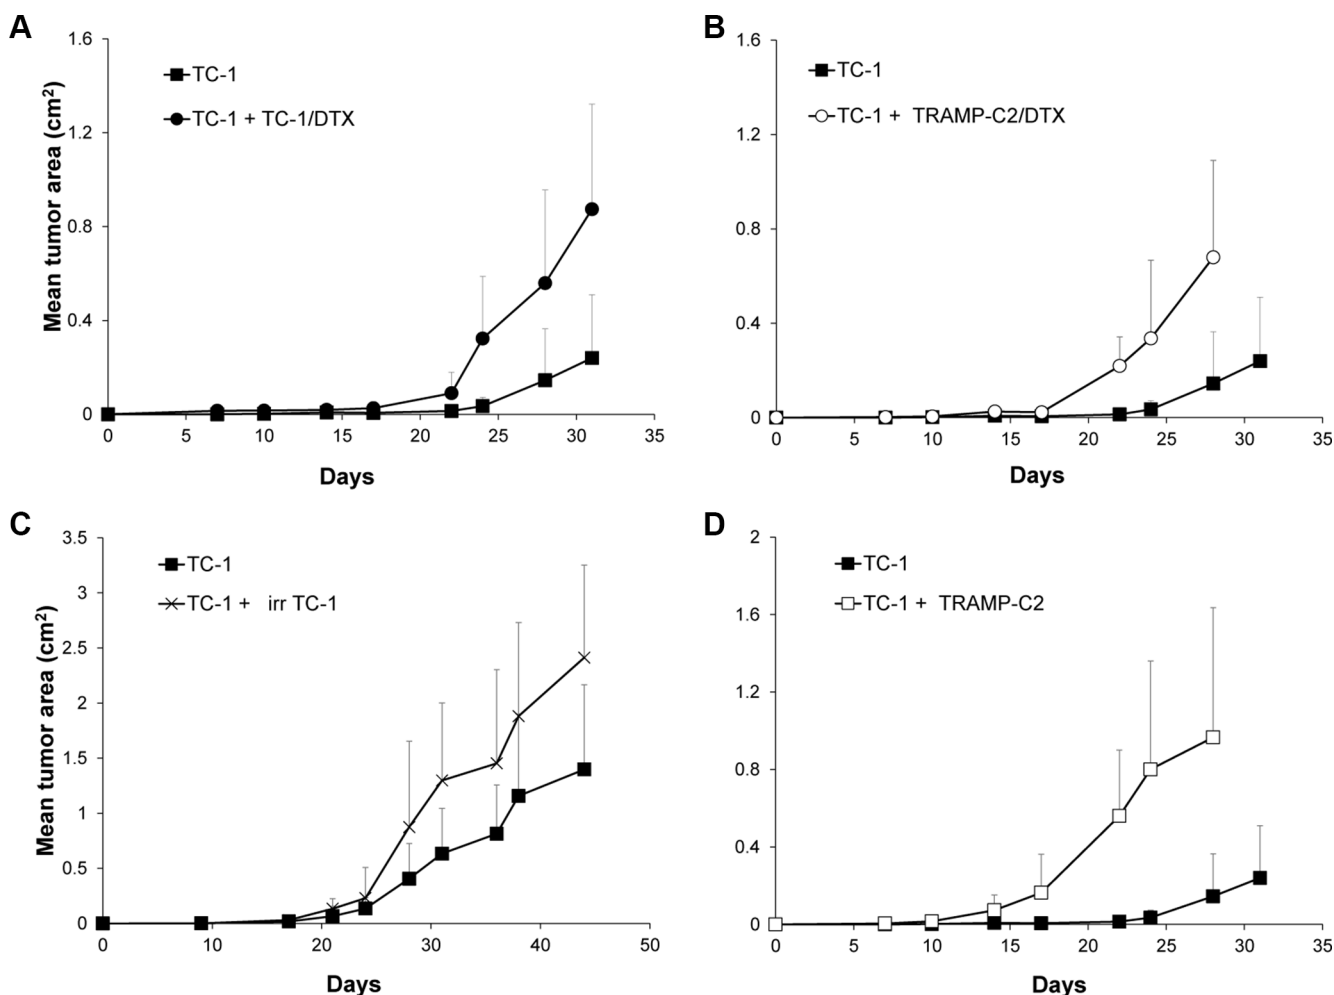 A
Mean tumor area (cm²)
1.6
1.2
0.8
0.4
0
TC-1
TC-1 + TC-1/DTX
0 5 10 15 20 25 30 35
Days
B
1.6
1.2
0.8
0.4
0
TC-1
TC-1 + TRAMP-C2/DTX
0 5 10 15 20 25 30 35
Days
C
Mean tumor area (cm²)
3.5
3
2.5
2
1.5
1
0.5
0
TC-1
TC-1 + irr TC-1
0 10 20 30 40 50
Days
D
2
1.6
1.2
0.8
0.4
0
TC-1
TC-1 + TRAMP-C2
0 5 10 15 20 25 30 35
Days